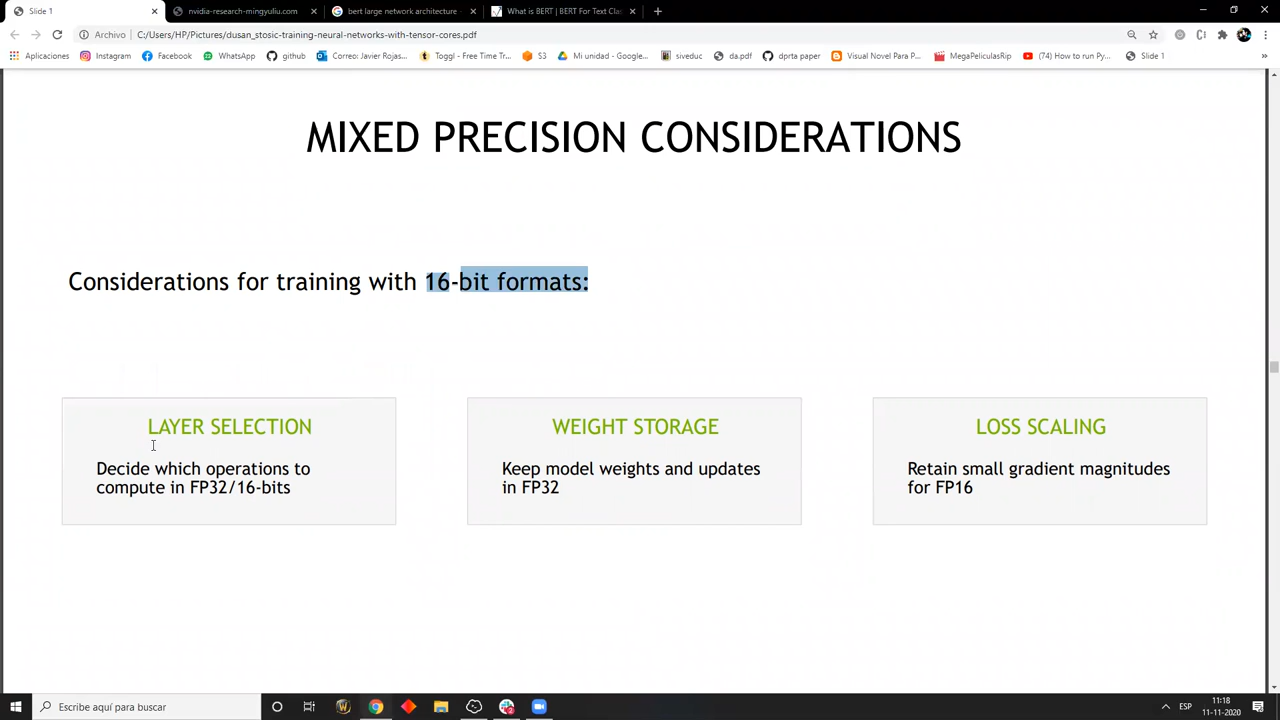 Slide 1
nvidia-research-mingyuliu.com
bert large network architecture -
What is BERT | BERT For Text Clas
Archivo
C:/Users/HP/Pictures/dusan_stosic-training-neural-networks-with-tensor-cores.pdf
Aplicaciones
Instagram
Facebook
WhatsApp
github
Correo: Javier Rojas...
Toggl - Free Time Tr...
S3
Mi unidad - Google...
siveduc
da.pdf
dprta paper
Visual Novel Para P...
MegaPeliculasRip
(74) How to run Py...
Slide 1
MIXED PRECISION CONSIDERATIONS
Considerations for training with 16-bit formats:
LAYER SELECTION
Decide which operations to
compute in FP32/16-bits
WEIGHT STORAGE
Keep model weights and updates
in FP32
LOSS SCALING
Retain small gradient magnitudes
for FP16
Escribe aquí para buscar
ESP
11:18
11-11-2020